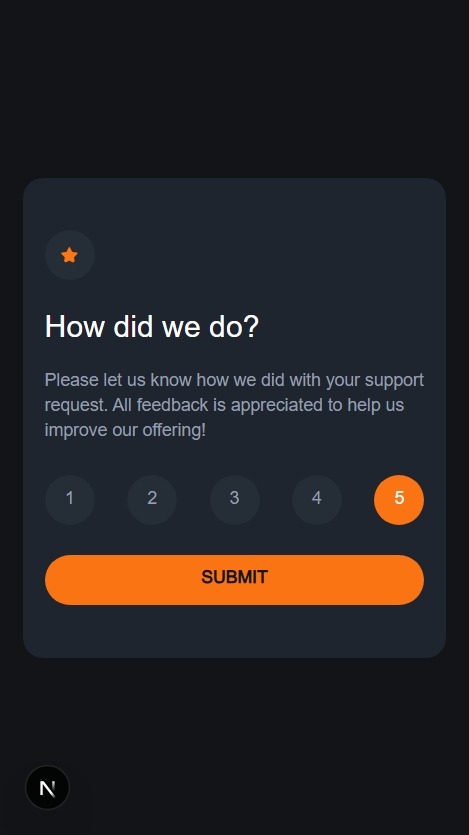 How did we do?
Please let us know how we did with your support
request. All feedback is appreciated to help us
improve our offering!
1 2 3 4 5
SUBMIT
N